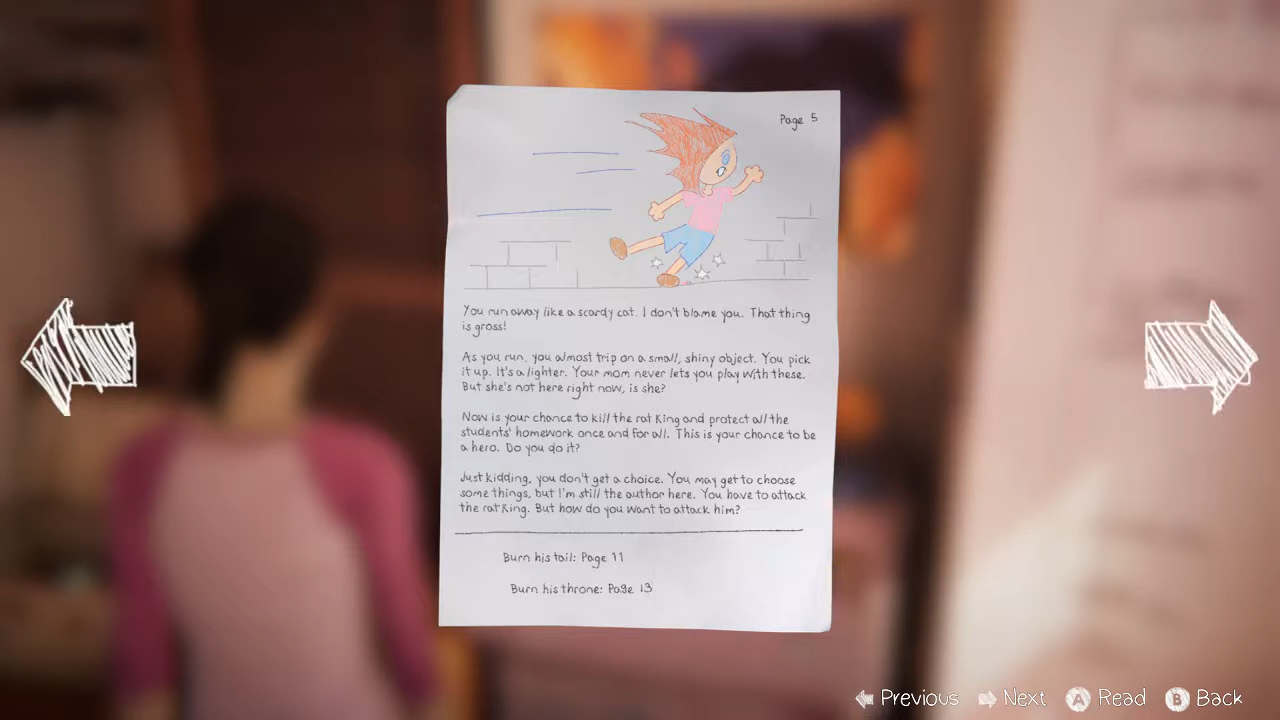 Page 5
You run away like a scardy cat. I don't blame you. That thing
is gross!
As you run, you almost trip on a small, shiny object. You pick
it up. It's a lighter. Your mom never lets you play with these.
But she's not here right now, is she?
Now is your chance to kill the rat King and protect all the
students' homework once and for all. This is your chance to be
a hero. Do you do it?
Just kidding, you don't get a choice. You may get to choose
some things, but I'm still the author here. You have to attack
the rat King. But how do you want to attack him?
Burn his tail: Page 11
Burn his throne: Page 13
Previous Next A Read B Back